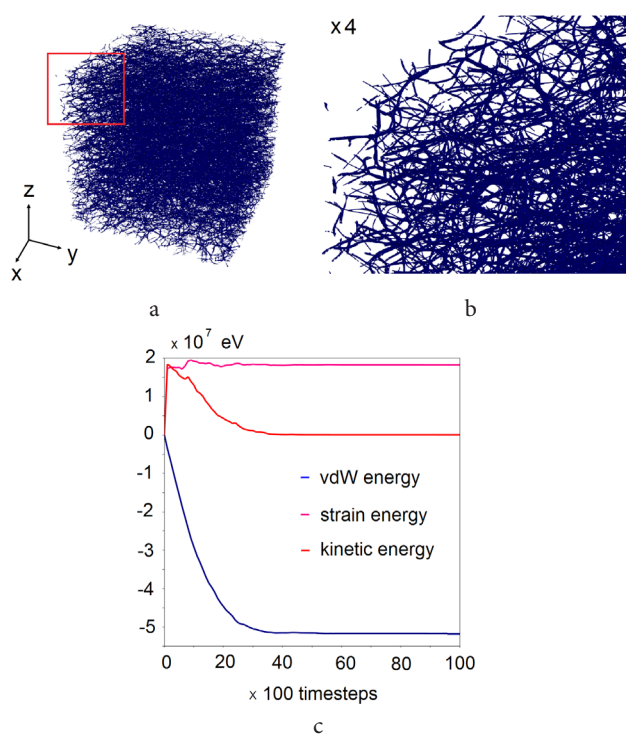 x4
z
y
x
a
b
× 10⁷ eV
2
1
0
-1
-2
-3
-4
-5
vdW energy
strain energy
kinetic energy
0 20 40 60 80 100
× 100 timesteps
c